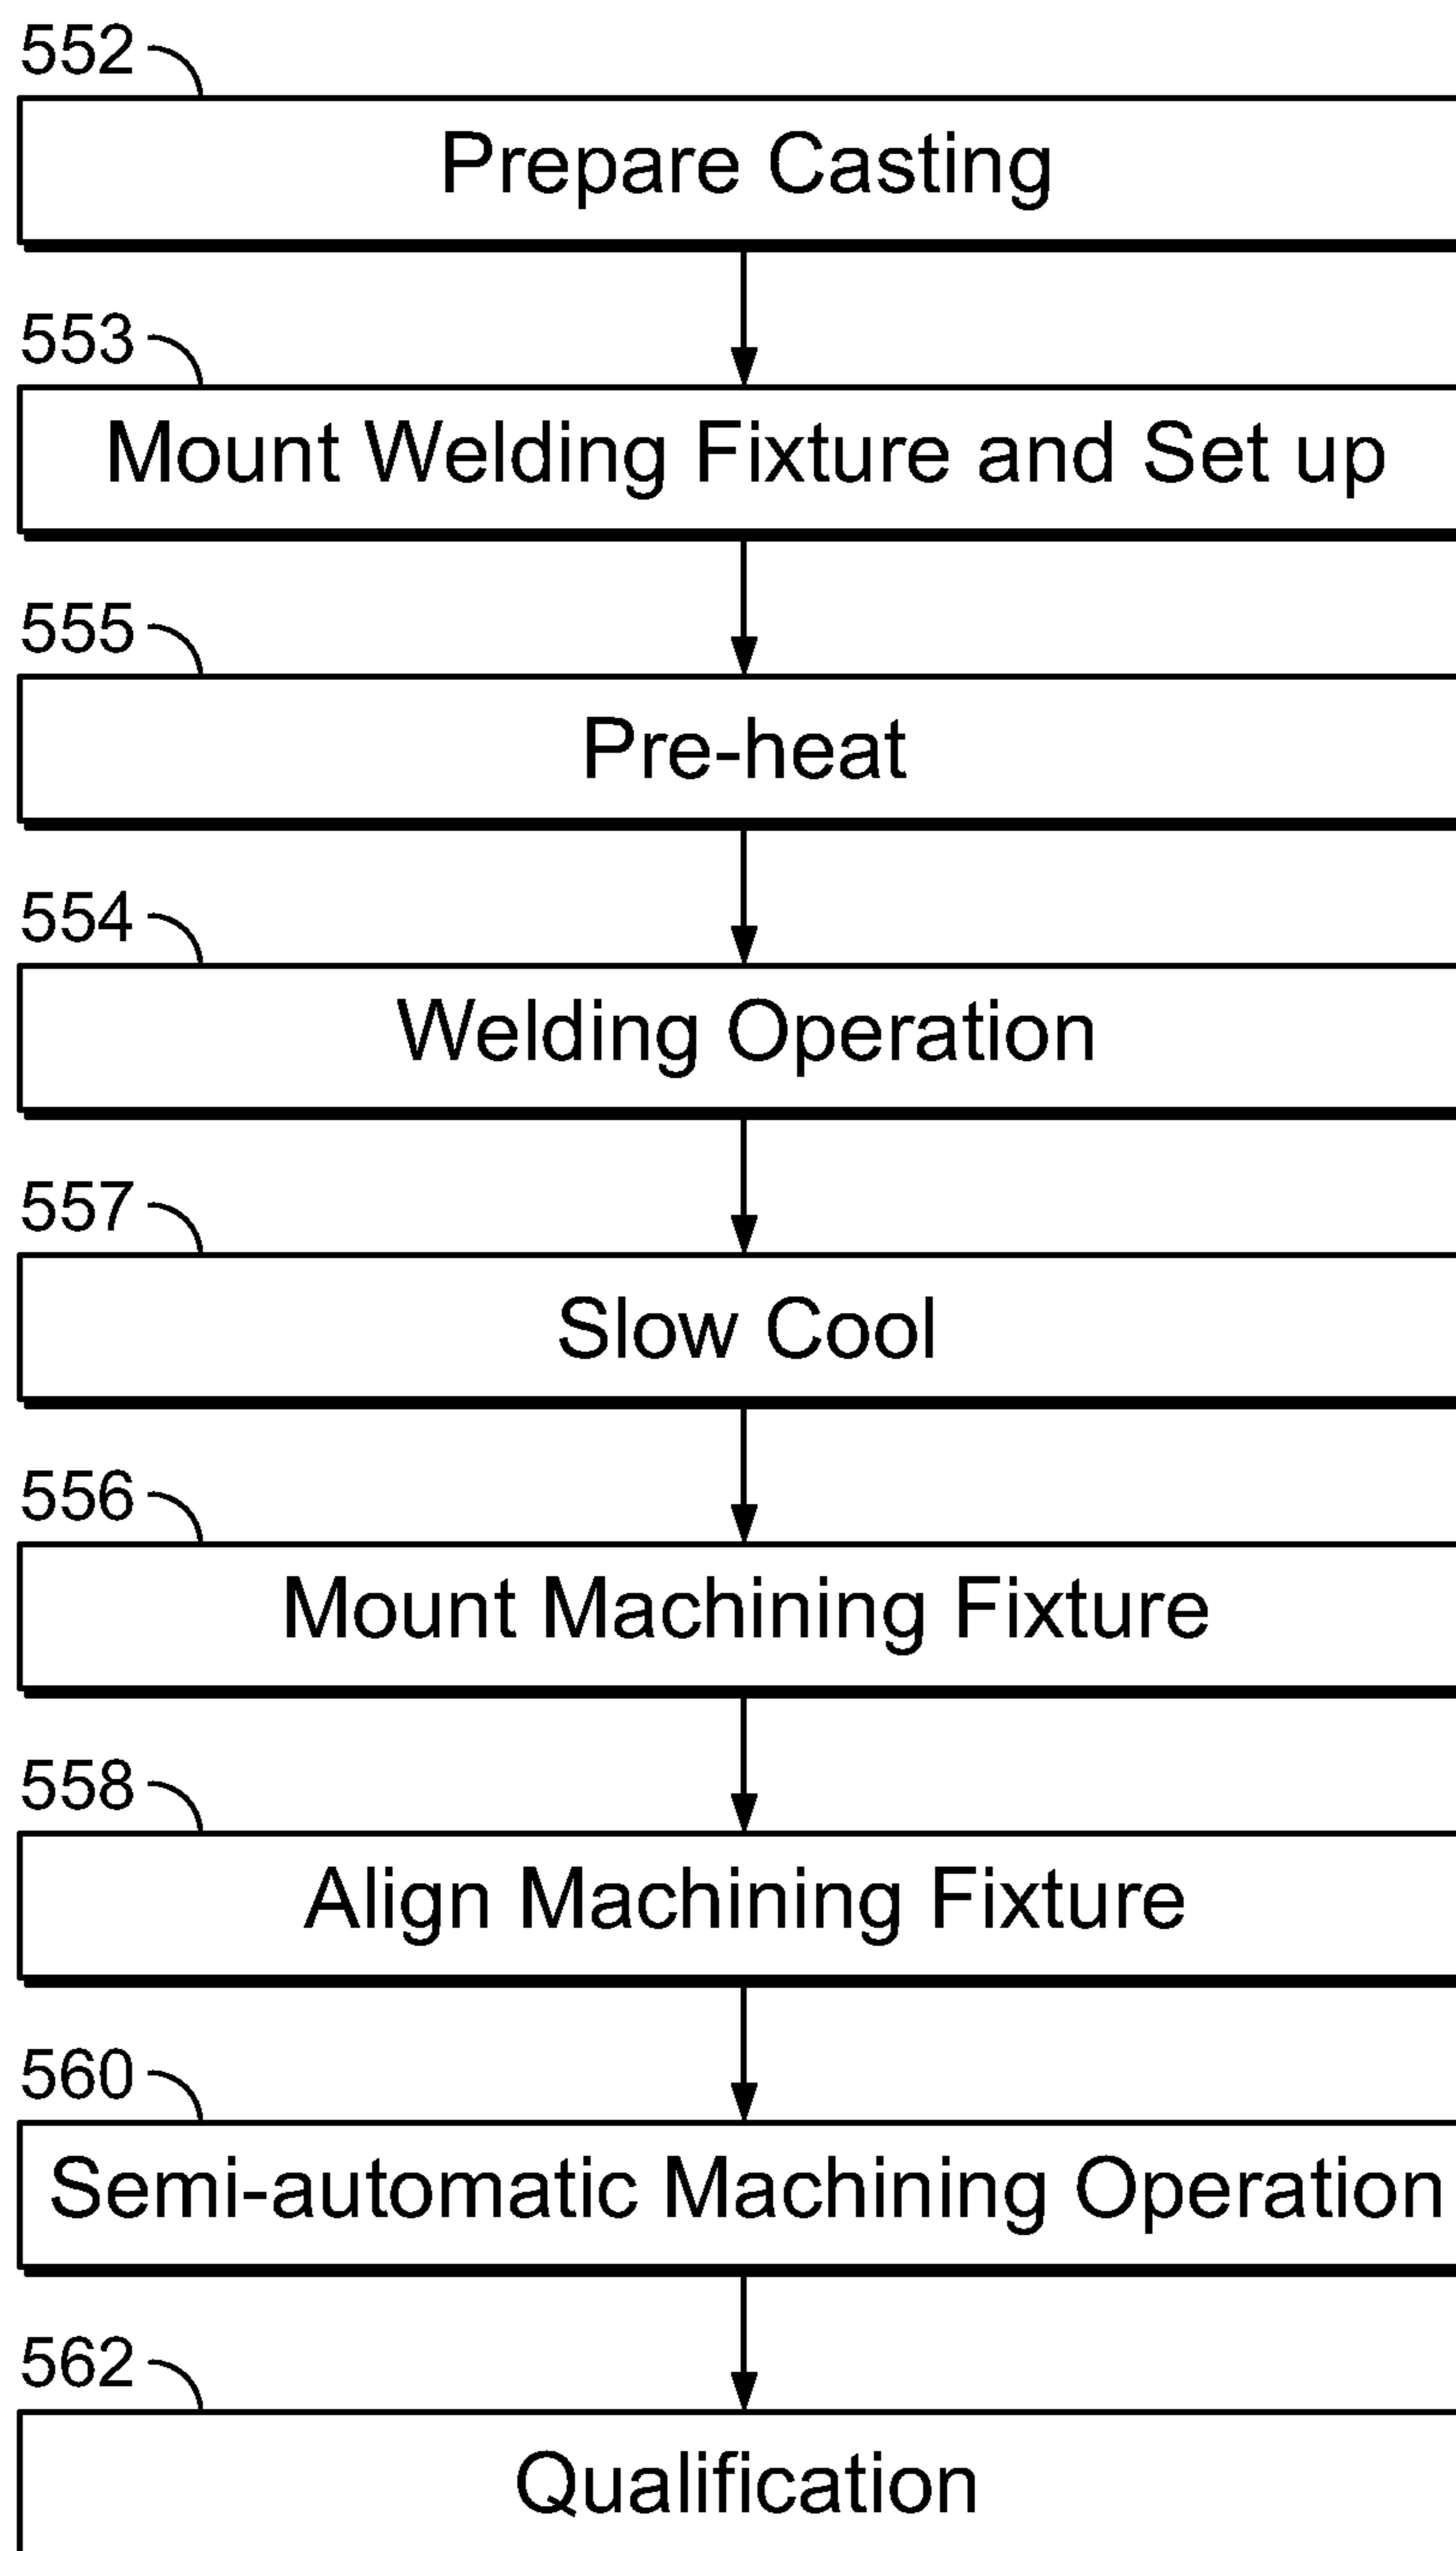 552
Prepare Casting
553
Mount Welding Fixture and Set up
555
Pre-heat
554
Welding Operation
557
Slow Cool
556
Mount Machining Fixture
558
Align Machining Fixture
560
Semi-automatic Machining Operation
562
Qualification